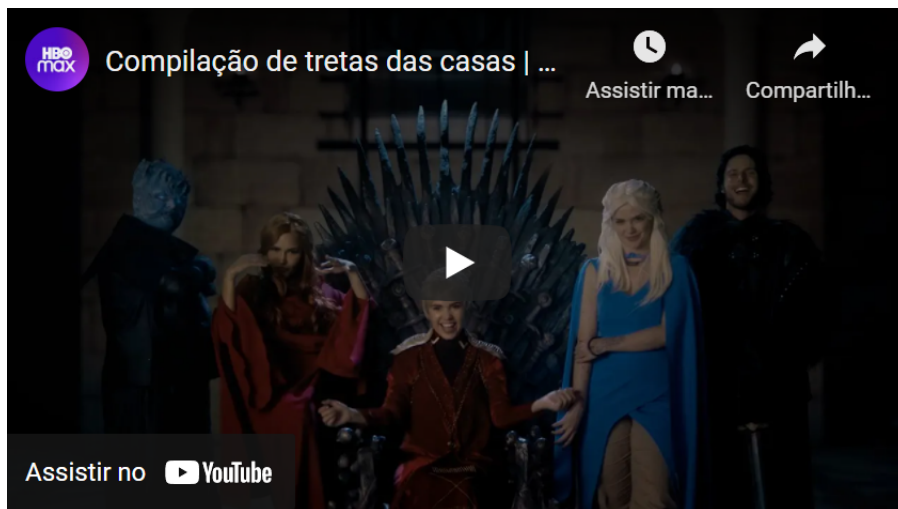 HBO
max
Compilação de tretas das casas | ...
Assistir ma...
Compartilh...
Assistir no YouTube